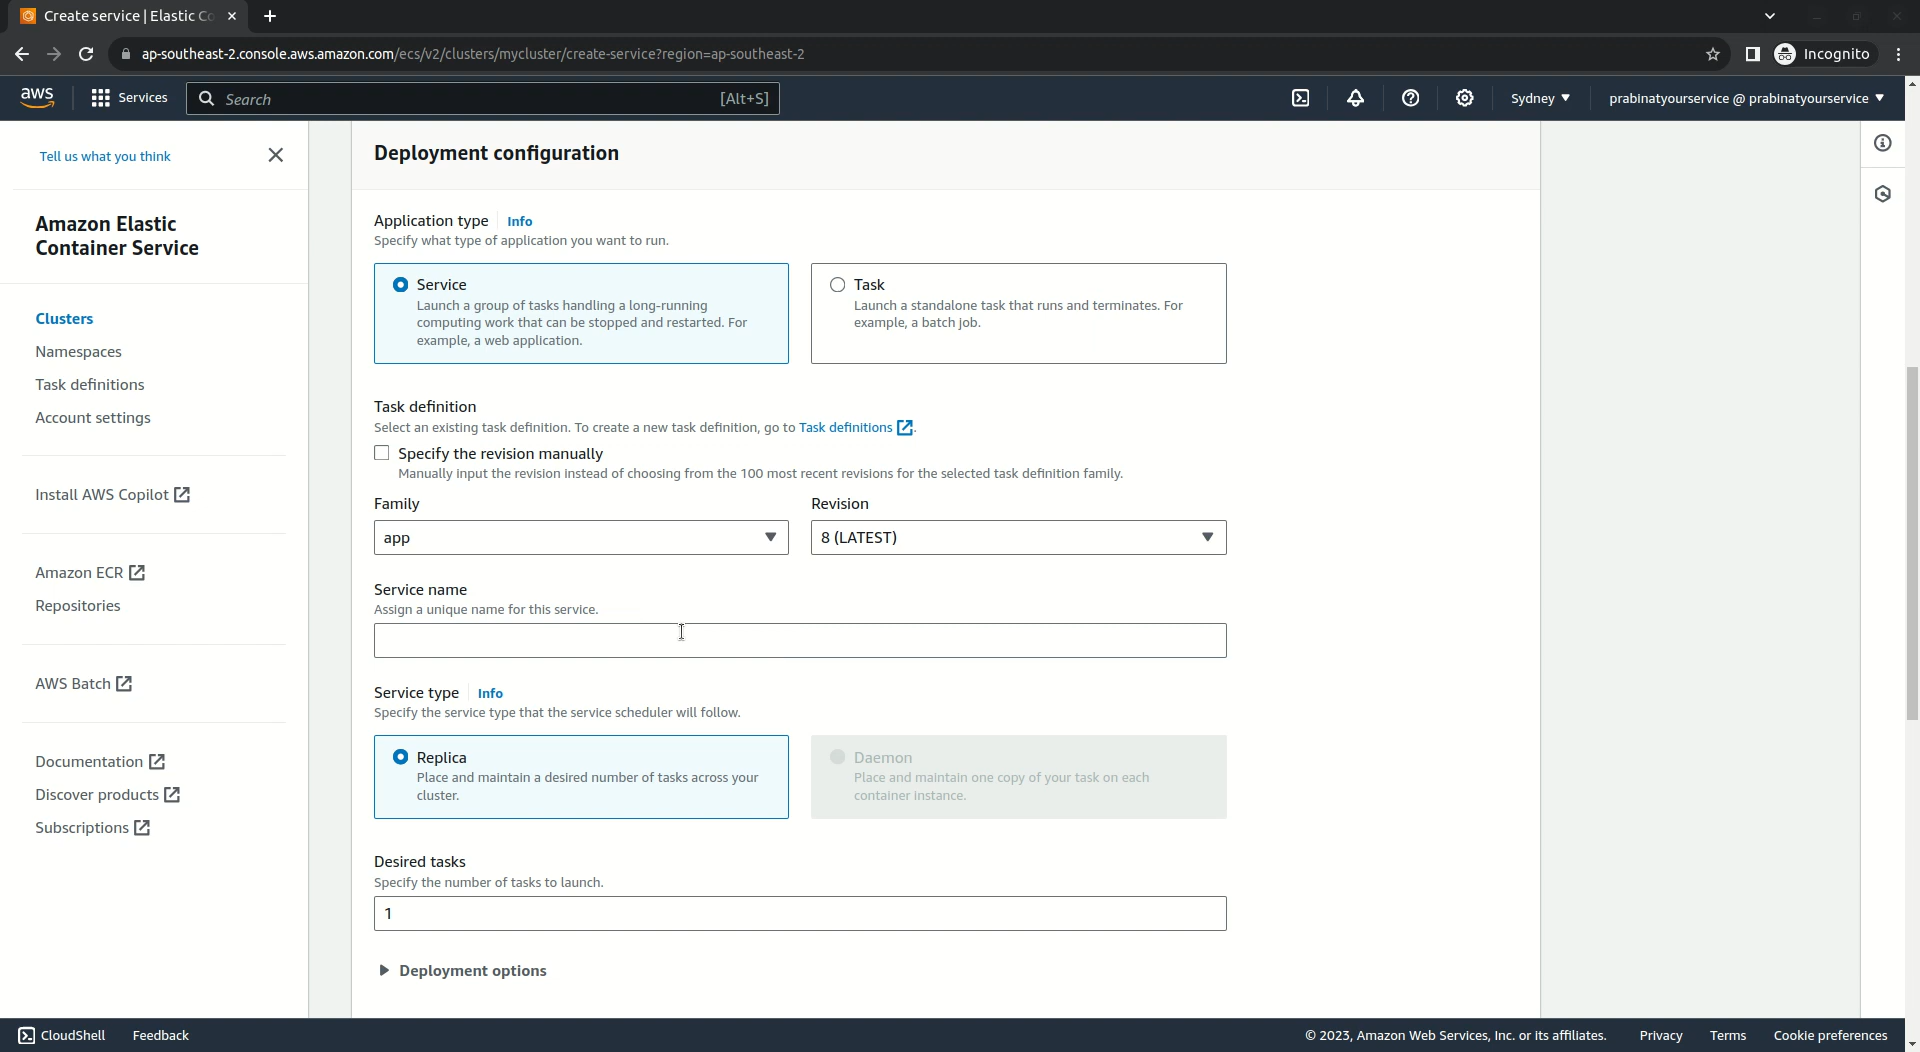 Create service | Elastic Co
ap-southeast-2.console.aws.amazon.com/ecs/v2/clusters/mycluster/create-service?region=ap-southeast-2
Incognito
aws
Services
Search
[Alt+S]
Sydney
prabinatyourservice @ prabinatyourservice
Tell us what you think
Amazon Elastic
Container Service
Clusters
Namespaces
Task definitions
Account settings
Install AWS Copilot
Amazon ECR
Repositories
AWS Batch
Documentation
Discover products
Subscriptions
Deployment configuration
Application type Info
Specify what type of application you want to run.
Service
Launch a group of tasks handling a long-running
computing work that can be stopped and restarted. For
example, a web application.
Task
Launch a standalone task that runs and terminates. For
example, a batch job.
Task definition
Select an existing task definition. To create a new task definition, go to Task definitions .
Specify the revision manually
Manually input the revision instead of choosing from the 100 most recent revisions for the selected task definition family.
Family
app
Revision
8 (LATEST)
Service name
Assign a unique name for this service.
Service type Info
Specify the service type that the service scheduler will follow.
Replica
Place and maintain a desired number of tasks across your
cluster.
Daemon
Place and maintain one copy of your task on each
container instance.
Desired tasks
Specify the number of tasks to launch.
1
Deployment options
CloudShell
Feedback
© 2023, Amazon Web Services, Inc. or its affiliates.
Privacy
Terms
Cookie preferences